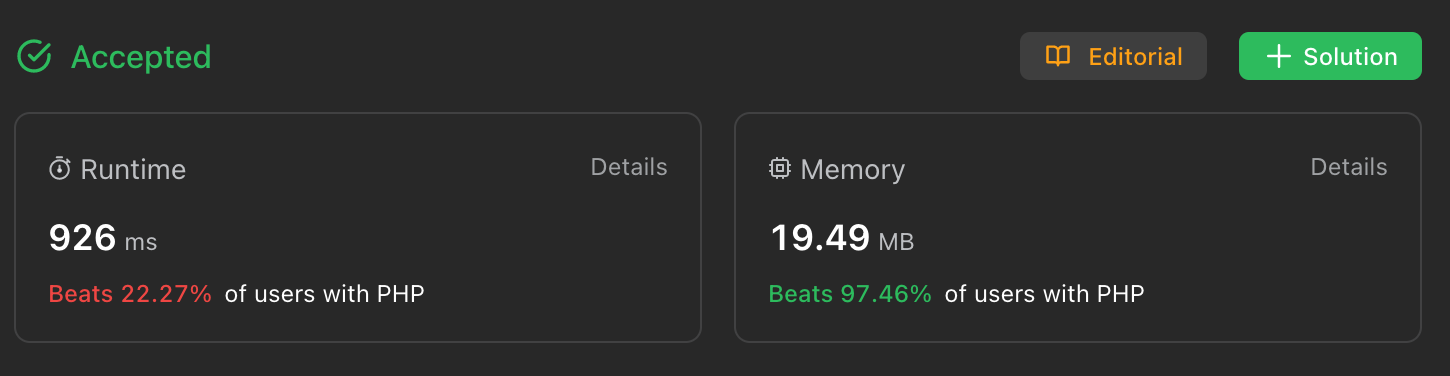 Accepted
Editorial
Solution
Runtime
Details
926 ms
Beats 22.27% of users with PHP
Memory
Details
19.49 MB
Beats 97.46% of users with PHP